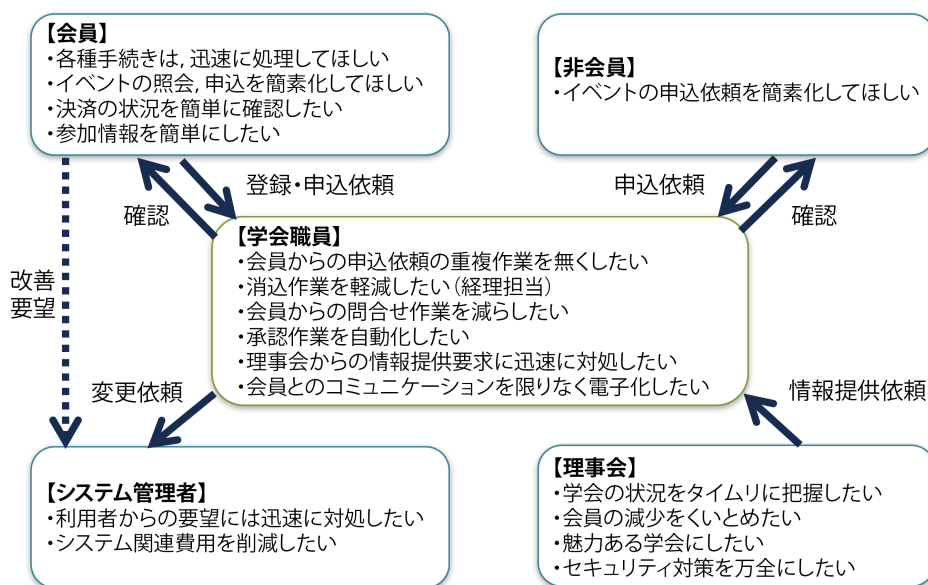 【会員】
・各種手続きは，迅速に処理してほしい
・イベントの照会，申込を簡素化してほしい
・決済の状況を簡単に確認したい
・参加情報を簡単にしたい
【非会員】
・イベントの申込依頼を簡素化してほしい
登録・申込依頼
確認
申込依頼
確認
改善
要望
【学会職員】
・会員からの申込依頼の重複作業を無くしたい
・消込作業を軽減したい（経理担当）
・会員からの問合せ作業を減らしたい
・承認作業を自動化したい
・理事会からの情報提供要求に迅速に対処したい
・会員とのコミュニケーションを限りなく電子化したい
変更依頼
情報提供依頼
【システム管理者】
・利用者からの要望には迅速に対処したい
・システム関連費用を削減したい
【理事会】
・学会の状況をタイムリに把握したい
・会員の減少をくいとめたい
・魅力ある学会にしたい
・セキュリティ対策を万全にしたい